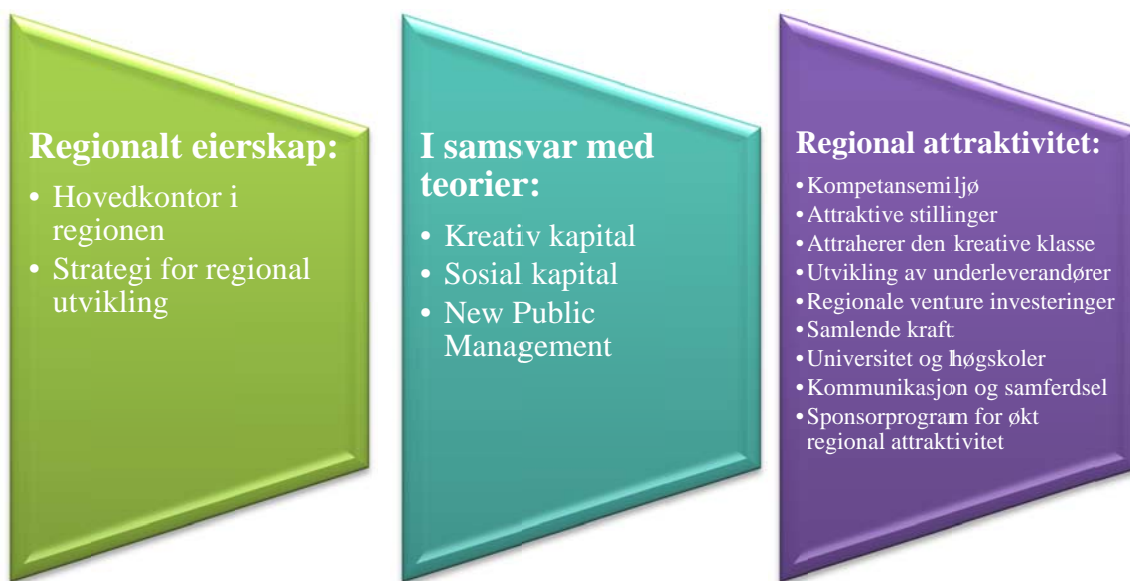 Regionalt eierskap:
• Hovedkontor i
regionen
• Strategi for regional
utvikling
I samsvar med
teorier:
• Kreativ kapital
• Sosial kapital
• New Public
Management
Regional attraktivitet:
• Kompetansemiljø
• Attraktive stillinger
• Attraherer den kreative klasse
• Utvikling av underleverandører
• Regionale venture investeringer
• Samlende kraft
• Universitet og høgskoler
• Kommunikasjon og samferdsel
• Sponsorprogram for økt
regional attraktivitet